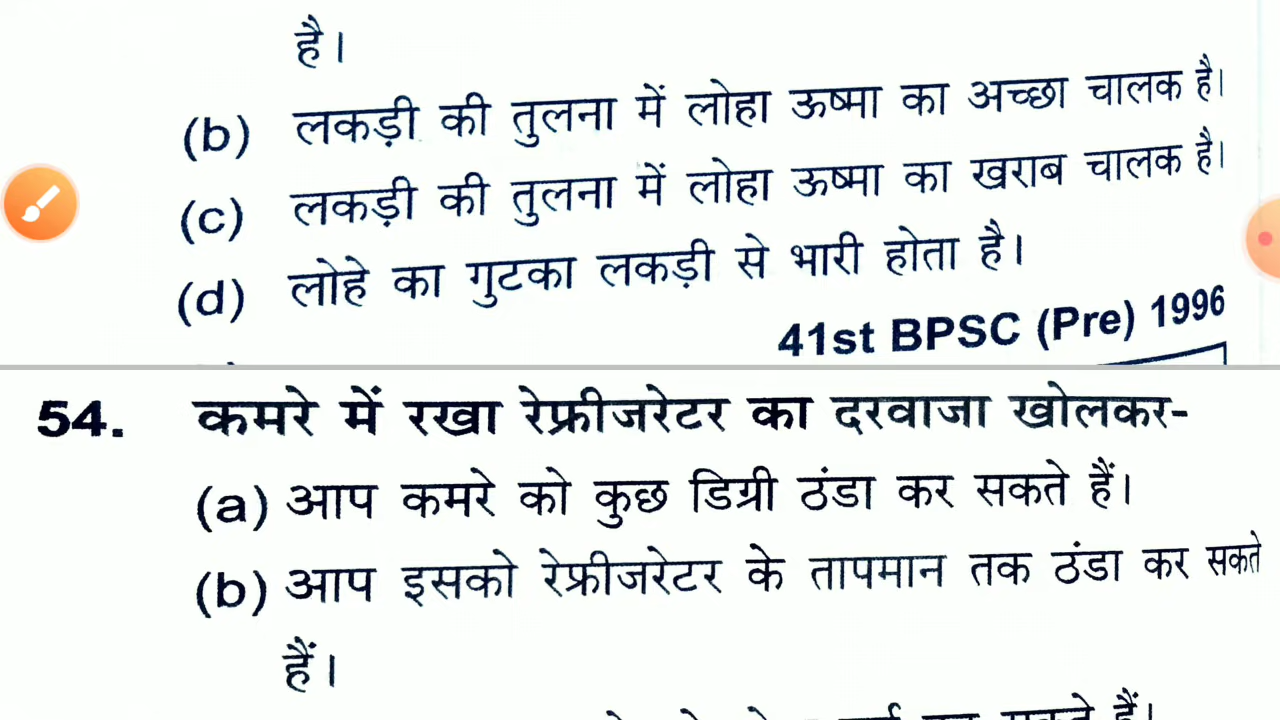 है।
(b) लकड़ी की तुलना में लोहा ऊष्मा का अच्छा चालक है।
(c) लकड़ी की तुलना में लोहा ऊष्मा का खराब चालक है।
(d) लोहे का गुटका लकड़ी से भारी होता है।
41st BPSC (Pre) 1996
54. कमरे में रखा रेफ्रीजरेटर का दरवाजा खोलकर-
(a) आप कमरे को कुछ डिग्री ठंडा कर सकते हैं।
(b) आप इसको रेफ्रीजरेटर के तापमान तक ठंडा कर सकते
हैं।
सकते हैं।